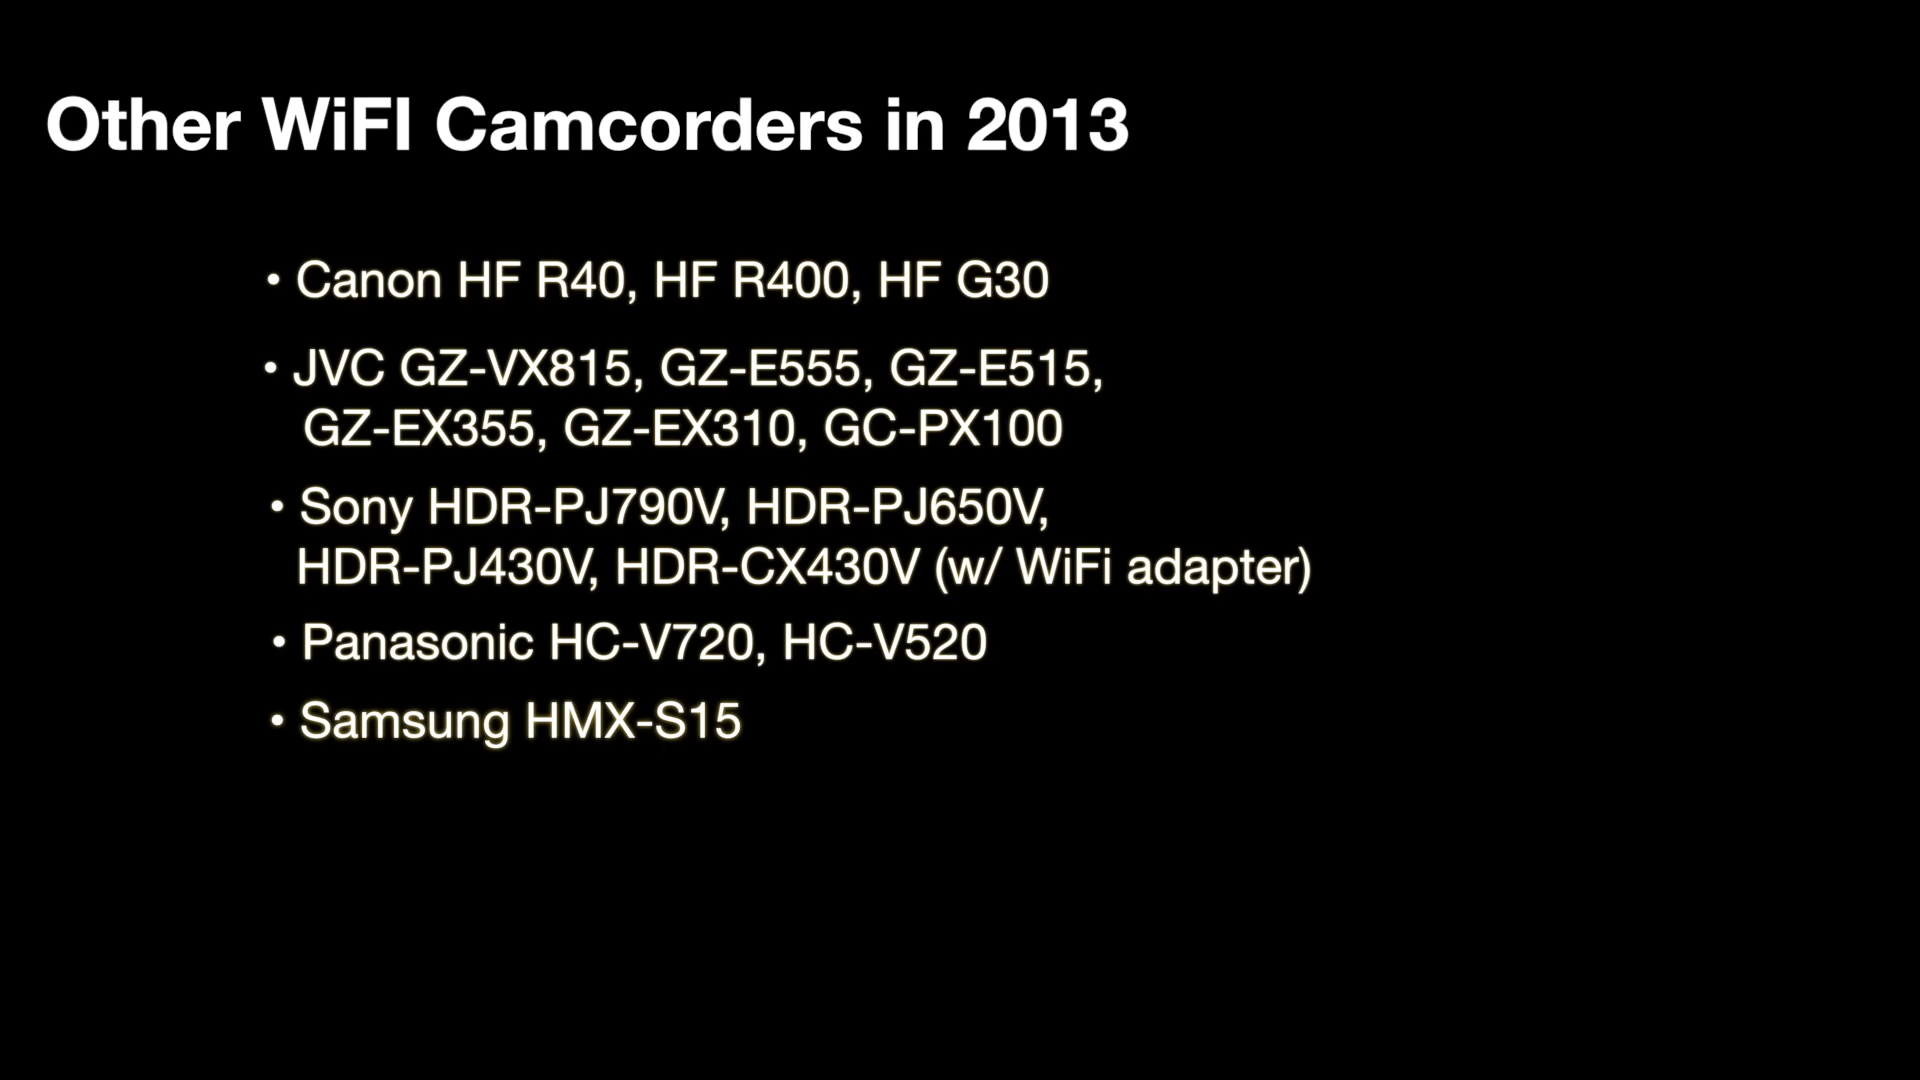 Other WiFI Camcorders in 2013
• Canon HF R40, HF R400, HF G30
• JVC GZ-VX815, GZ-E555, GZ-E515,
GZ-EX355, GZ-EX310, GC-PX100
• Sony HDR-PJ790V, HDR-PJ650V,
HDR-PJ430V, HDR-CX430V (w/ WiFi adapter)
• Panasonic HC-V720, HC-V520
• Samsung HMX-S15